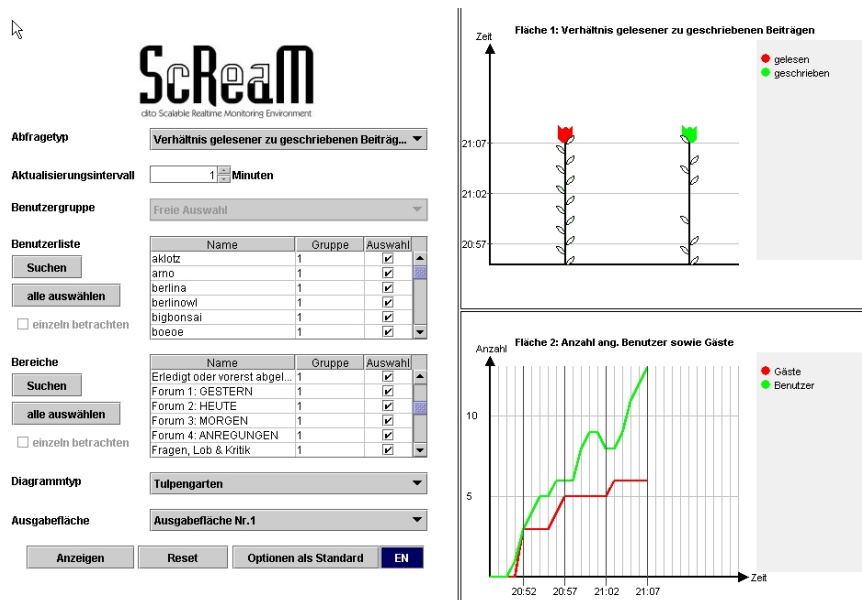 ScReaM
dito Scalable Realtime Monitoring Environment
Abfragetyp
Verhältnis gelesener zu geschriebenen Beiträg...
Aktualisierungsintervall
1
Minuten
Benutzergruppe
Freie Auswahl
Benutzerliste
Suchen
alle auswählen
einzeln betrachten
Name Gruppe Auswahl
aklotz 1
arno 1
berlina 1
berlinowl 1
bigbonsai 1
boeoe 1
Bereiche
Suchen
alle auswählen
einzeln betrachten
Name Gruppe Auswahl
Erledigt oder vorerst abgel... 1
Forum 1: GESTERN 1
Forum 2: HEUTE 1
Forum 3: MORGEN 1
Forum 4: ANREGUNGEN 1
Fragen, Lob & Kritik 1
Diagrammtyp
Tulpengarten
Ausgabefläche
Ausgabefläche Nr.1
Anzeigen Reset Optionen als Standard EN
Fläche 1: Verhältnis gelesener zu geschriebenen Beiträgen
Zeit
gelesen
geschrieben
21:07
21:02
20:57
Fläche 2: Anzahl ang. Benutzer sowie Gäste
Anzahl
Gäste
Benutzer
10
5
Zeit
20:52 20:57 21:02 21:07